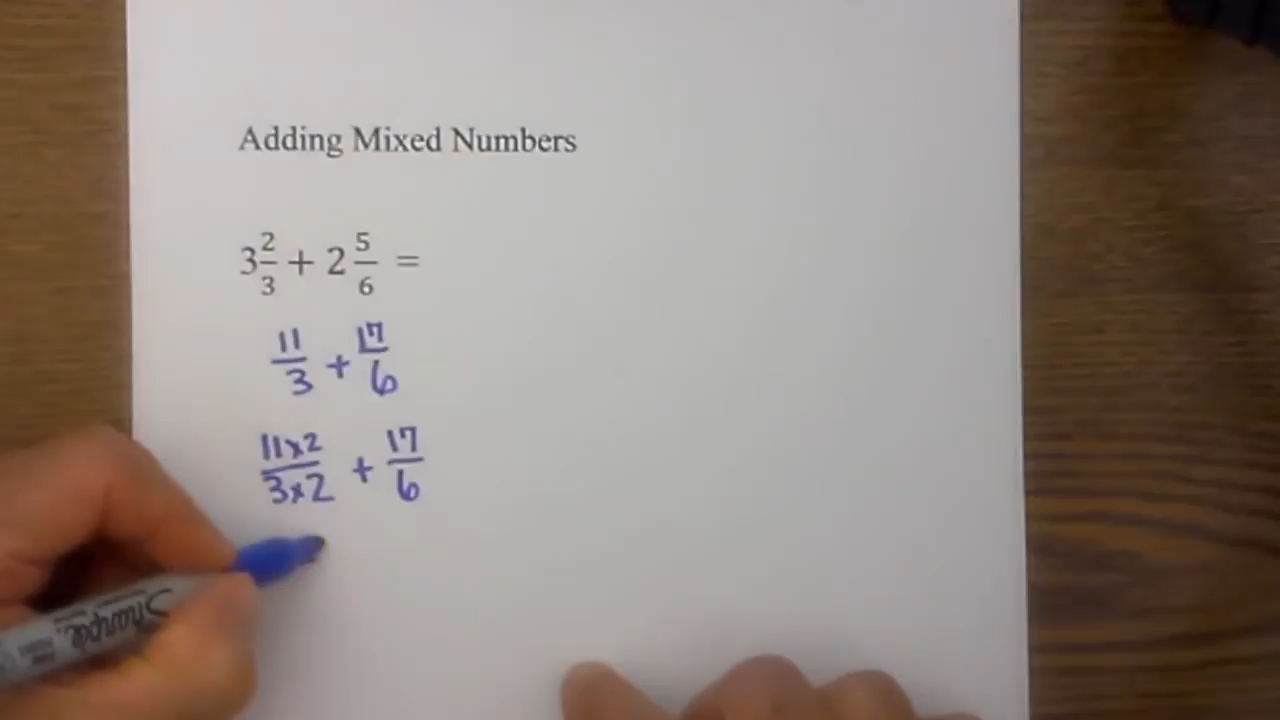 Adding Mixed Numbers
3 2/3 + 2 5/6 =
11/3 + 17/6
11x2/3x2 + 17/6
Sharpie